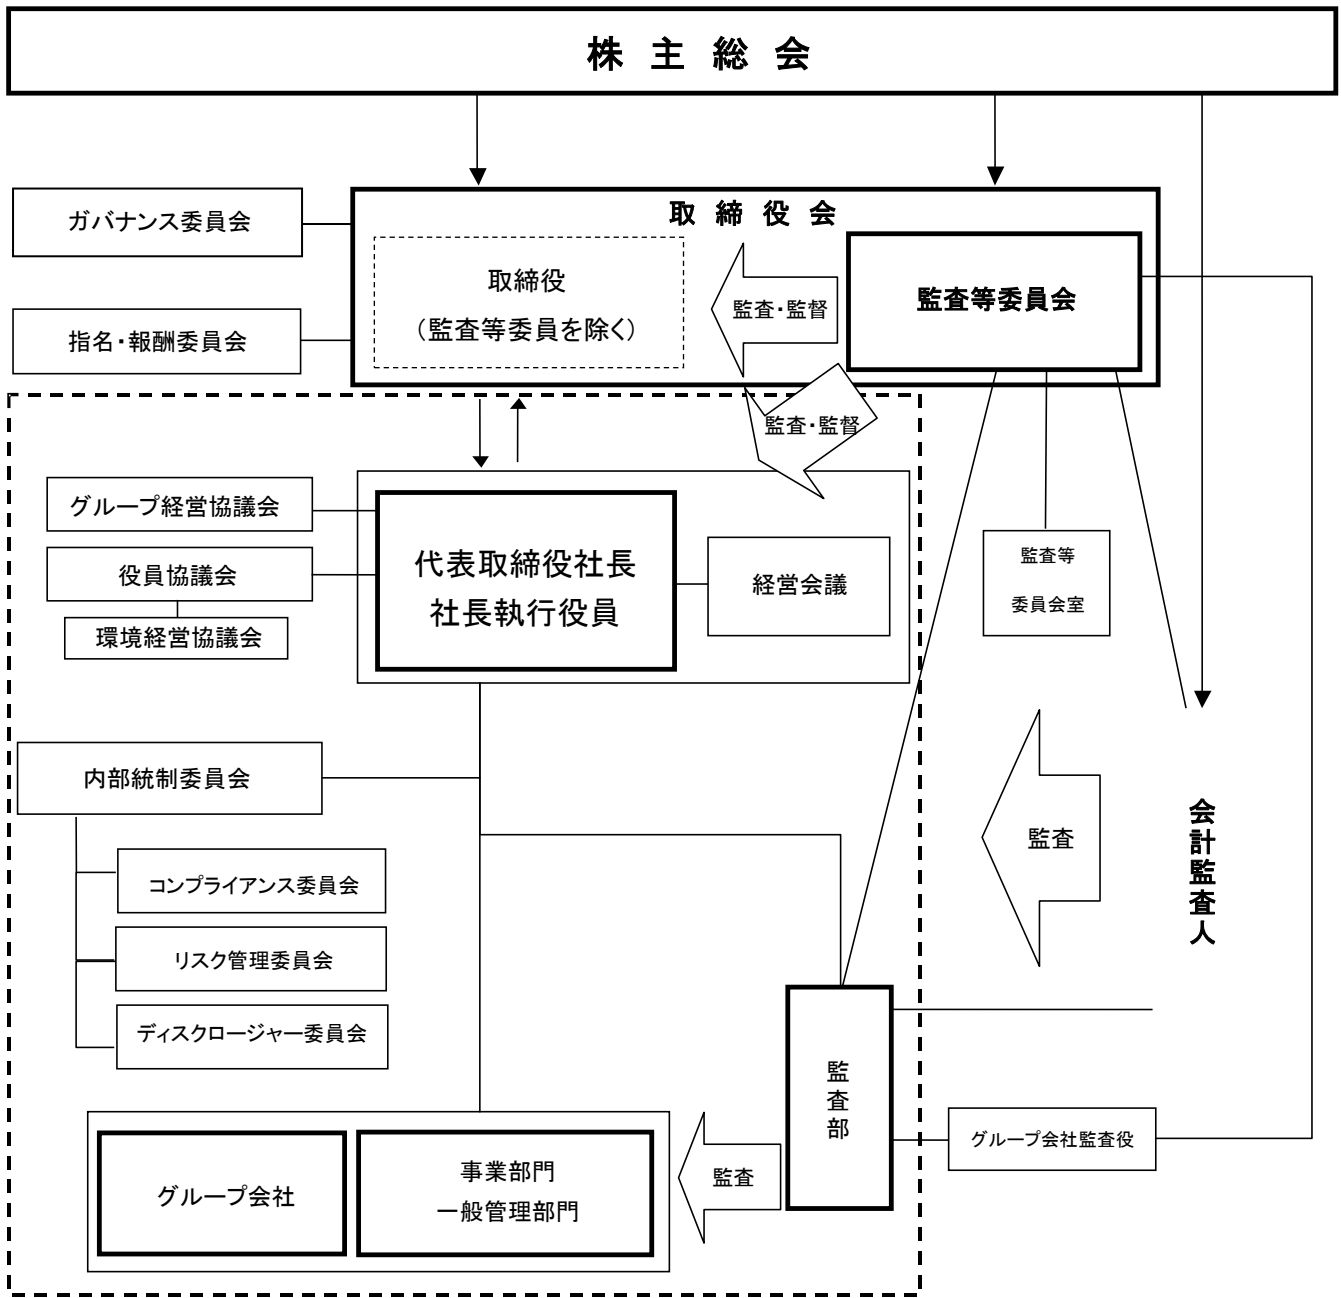 株主総会
ガバナンス委員会
指名・報酬委員会
取締役会
取締役
（監査等委員を除く）
監査・監督
監査等委員会
監査・監督
グループ経営協議会
役員協議会
環境経営協議会
代表取締役社長
社長執行役員
経営会議
監査等
委員会室
内部統制委員会
コンプライアンス委員会
リスク管理委員会
ディスクロージャー委員会
監査
会計監査人
監査部
グループ会社監査役
グループ会社
事業部門
一般管理部門
監査